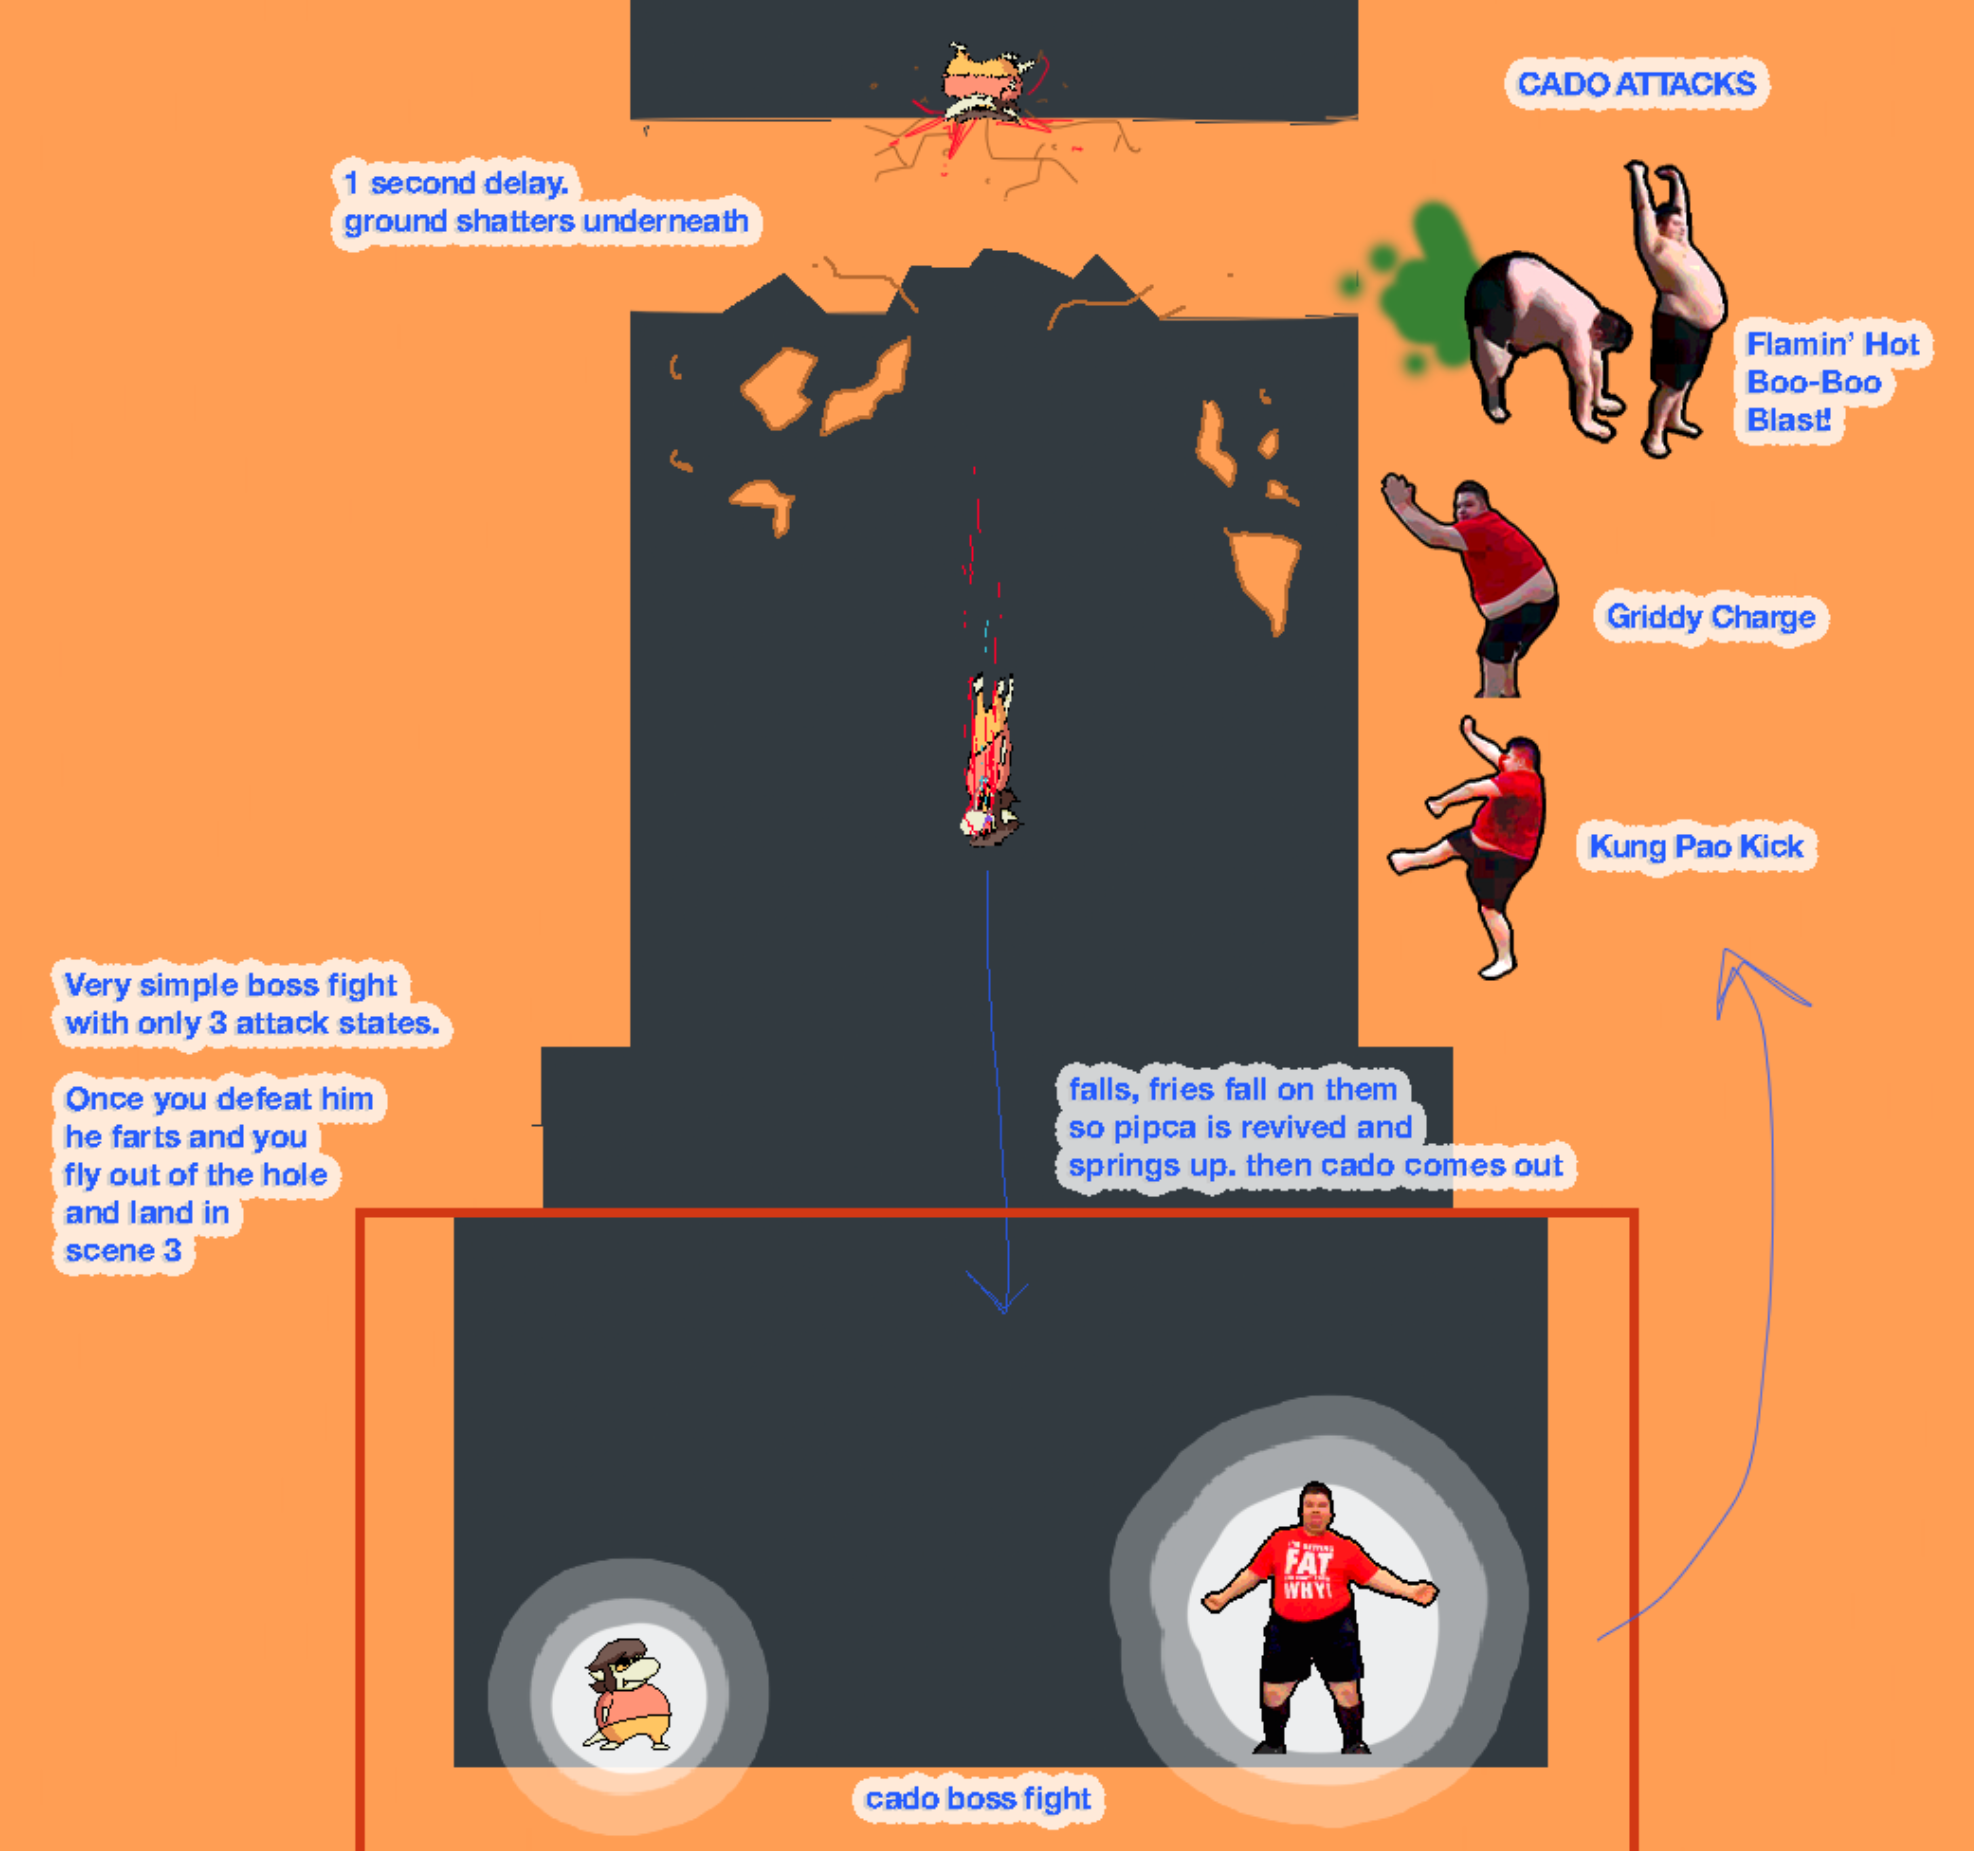 CADO ATTACKS
1 second delay.
ground shatters underneath
Flamin' Hot
Boo-Boo
Blast!
Griddy Charge
Kung Pao Kick
Very simple boss fight
with only 3 attack states.
Once you defeat him
he farts and you
fly out of the hole
and land in
scene 3
falls, fries fall on them
so pipca is revived and
springs up. then cado comes out
FAT
WHY!
cado boss fight